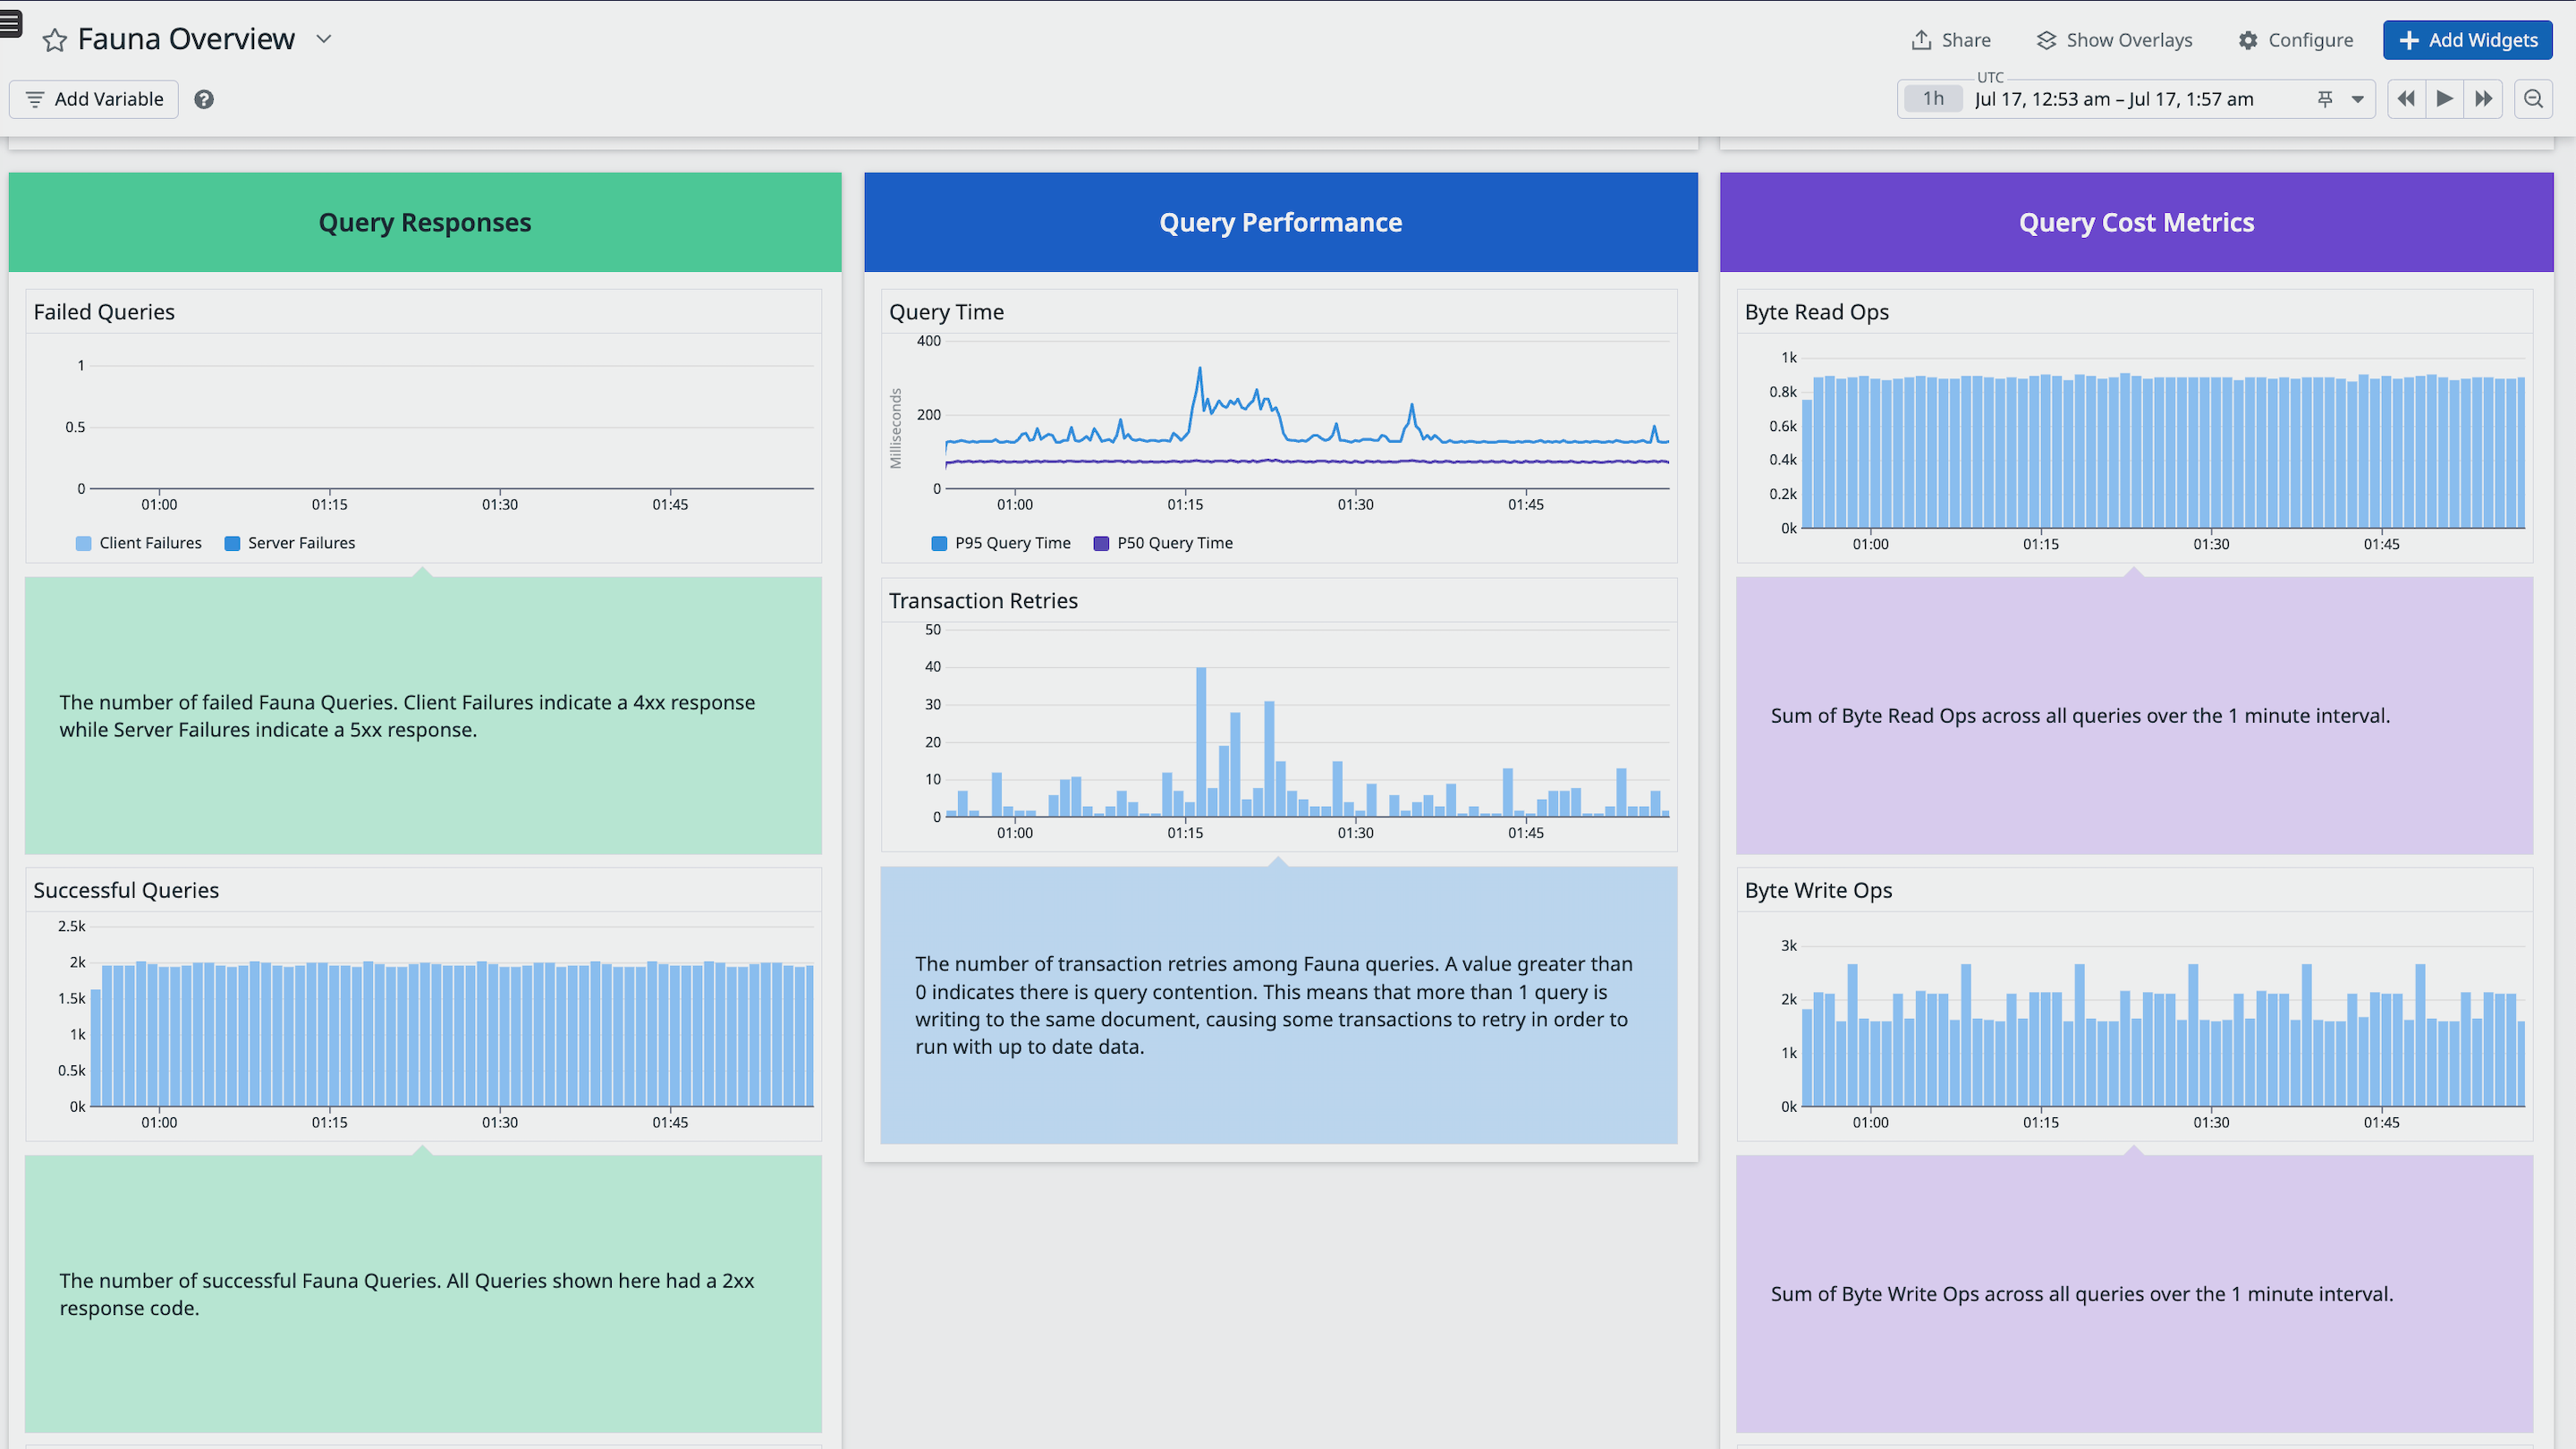 Fauna Overview
Share
Show Overlays
Configure
Add Widgets
Add Variable
UTC
1h
Jul 17, 12:53 am – Jul 17, 1:57 am
Query Responses
Failed Queries
1
0.5
0
01:00 01:15 01:30 01:45
Client Failures Server Failures
The number of failed Fauna Queries. Client Failures indicate a 4xx response
while Server Failures indicate a 5xx response.
Successful Queries
2.5k
2k
1.5k
1k
0.5k
0k
01:00 01:15 01:30 01:45
The number of successful Fauna Queries. All Queries shown here had a 2xx
response code.
Query Performance
Query Time
Milliseconds
400
200
0
01:00 01:15 01:30 01:45
P95 Query Time P50 Query Time
Transaction Retries
50
40
30
20
10
0
01:00 01:15 01:30 01:45
The number of transaction retries among Fauna queries. A value greater than
0 indicates there is query contention. This means that more than 1 query is
writing to the same document, causing some transactions to retry in order to
run with up to date data.
Query Cost Metrics
Byte Read Ops
1k
0.8k
0.6k
0.4k
0.2k
0k
01:00 01:15 01:30 01:45
Sum of Byte Read Ops across all queries over the 1 minute interval.
Byte Write Ops
3k
2k
1k
0k
01:00 01:15 01:30 01:45
Sum of Byte Write Ops across all queries over the 1 minute interval.